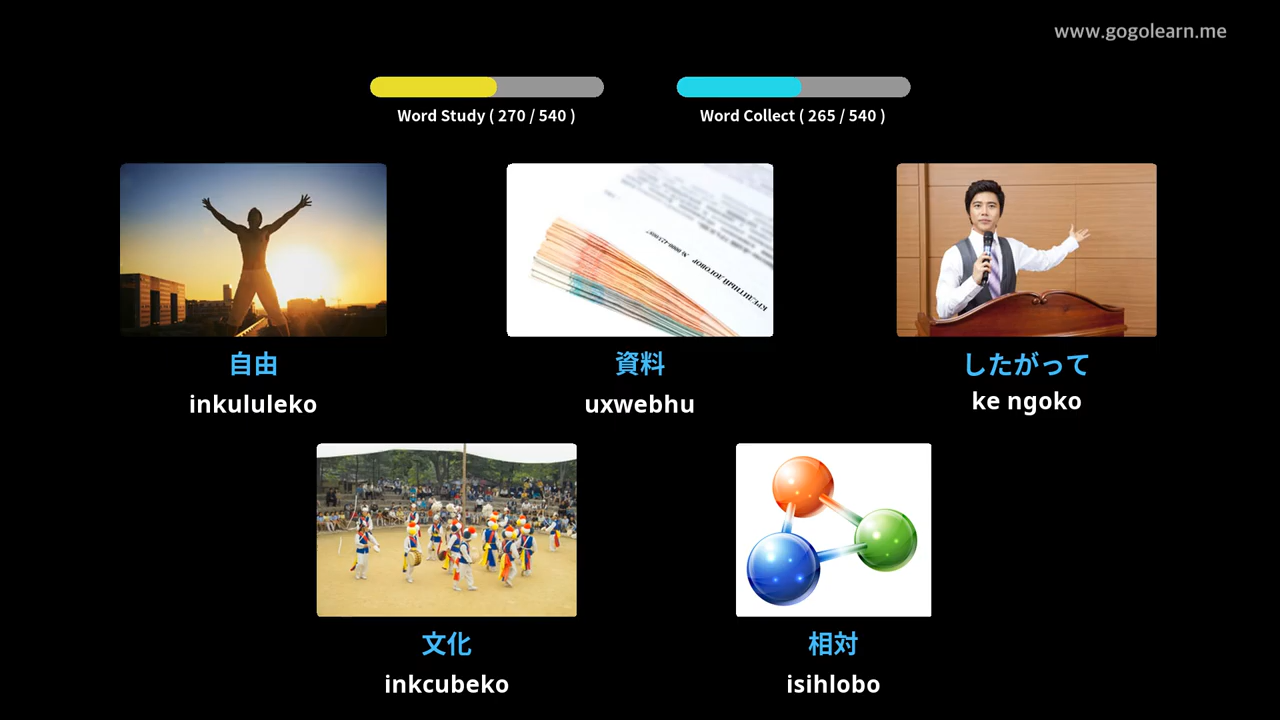 www.gogolearn.me
Word Study ( 270 / 540 )
Word Collect ( 265 / 540 )
自由
inkululeko
資料
uxwebhu
したがって
ke ngoko
文化
inkcubeko
相対
isihlobo